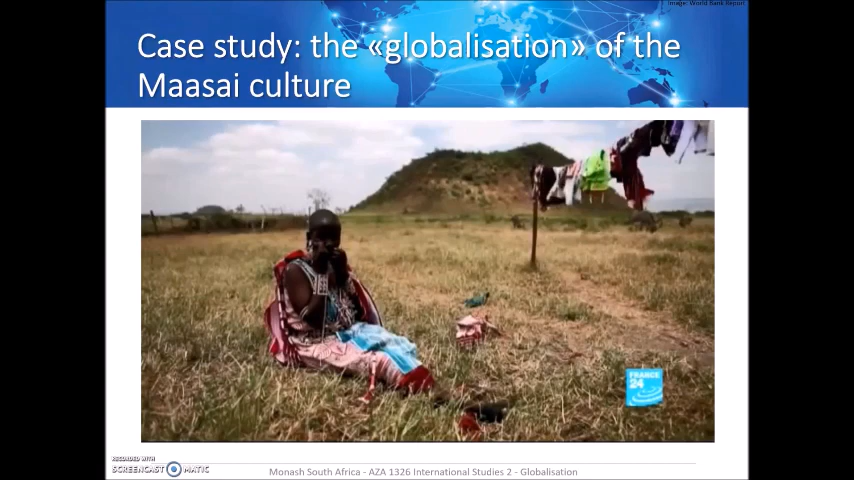 Image: World Bank Report
Case study: the «globalisation» of the
Maasai culture
FRANCE
24
RECORDED WITH
SCREENCAST MATIC
Monash South Africa - AZA 1326 International Studies 2 - Globalisation